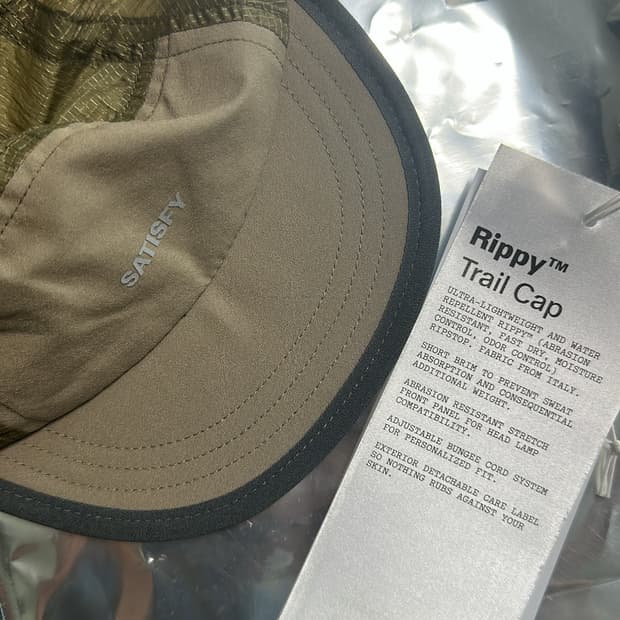 SATISFY
Rippy™
Trail Cap
ULTRA-LIGHTWEIGHT AND WATER
REPELLENT RIPPY™ (ABRASION
RESISTANT, FAST DRY, MOISTURE
CONTROL, ODOR CONTROL)
RIPSTOP. FABRIC FROM ITALY.
SHORT BRIM TO PREVENT SWEAT
ABSORPTION AND CONSEQUENTIAL
ADDITIONAL WEIGHT.
ABRASION RESISTANT STRETCH
FRONT PANEL FOR HEAD LAMP
COMPATIBILITY.
ADJUSTABLE BUNGEE CORD SYSTEM
FOR PERSONALIZED FIT.
EXTERIOR DETACHABLE CARE LABEL
SO NOTHING RUBS AGAINST YOUR
SKIN.